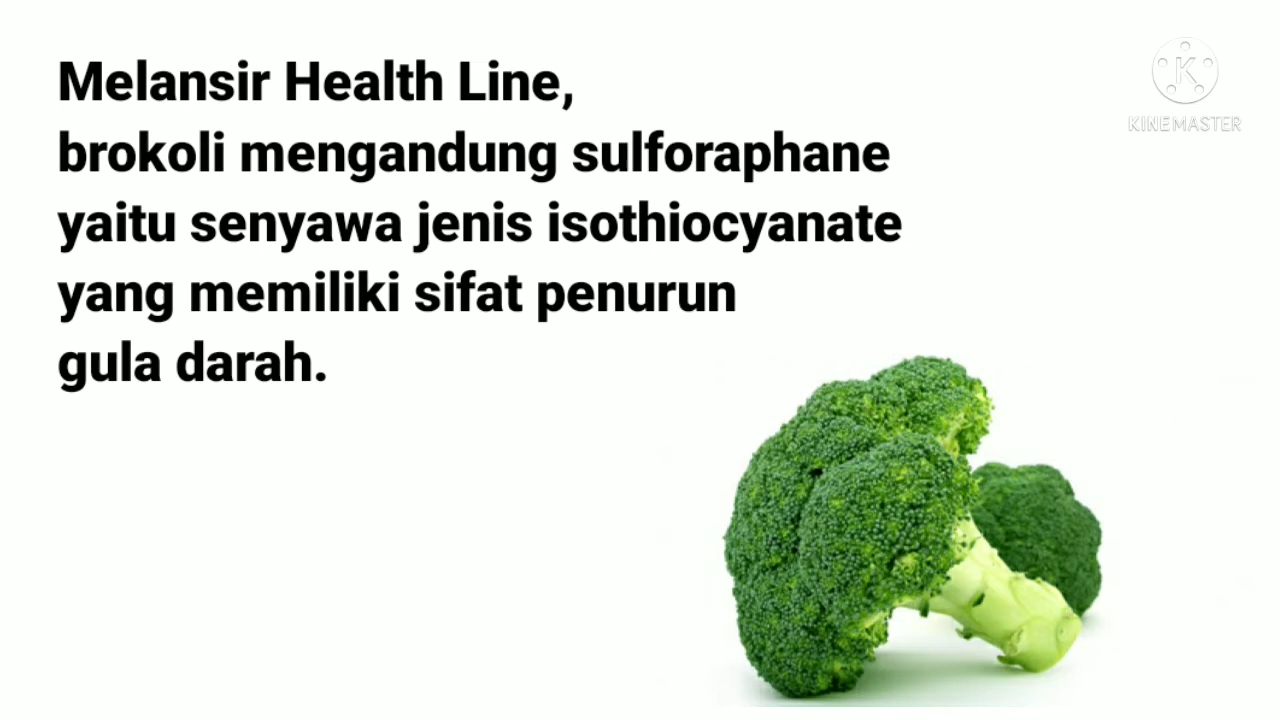 Melansir Health Line,
brokoli mengandung sulforaphane
yaitu senyawa jenis isothiocyanate
yang memiliki sifat penurun
gula darah.
K
KINEMASTER